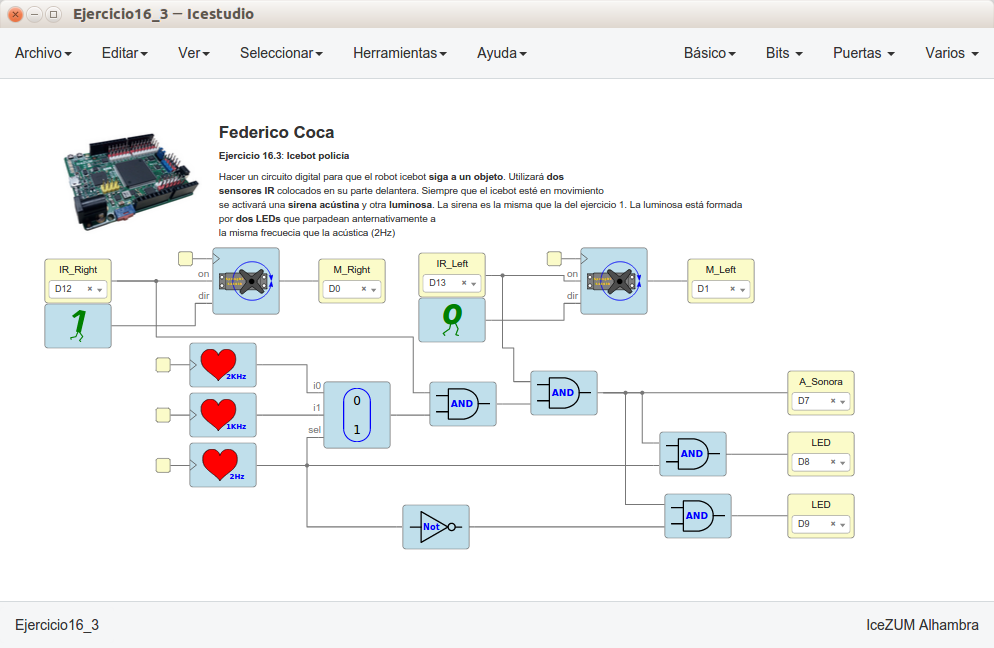 Ejercicio16_3 – Icestudio
Archivo Editar Ver Seleccionar Herramientas Ayuda Básico Bits Puertas Varios
Federico Coca
Ejercicio 16.3: Icebot policía
Hacer un circuito digital para que el robot icebot siga a un objeto. Utilizará dos
sensores IR colocados en su parte delantera. Siempre que el icebot esté en movimiento
se activará una sirena acústina y otra luminosa. La sirena es la misma que la del ejercicio 1. La luminosa está formada
por dos LEDs que parpadean anternativamente a
la misma frecuecia que la acústica (2Hz)
IR_Right
D12
1
on
dir
M_Right
D0
IR_Left
D13
0
on
dir
M_Left
D1
2KHz
1KHz
2Hz
i0
i1
sel
0
1
AND
AND
A_Sonora
D7
AND
LED
D8
Not
AND
LED
D9
Ejercicio16_3 IceZUM Alhambra